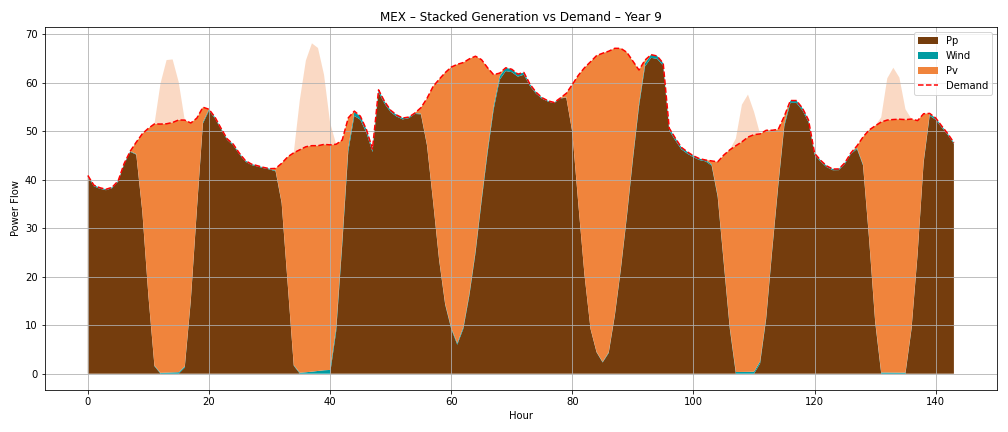 MEX – Stacked Generation vs Demand – Year 9
Power Flow
70
60
50
40
30
20
10
0
Pp
Wind
Pv
Demand
0 20 40 60 80 100 120 140
Hour